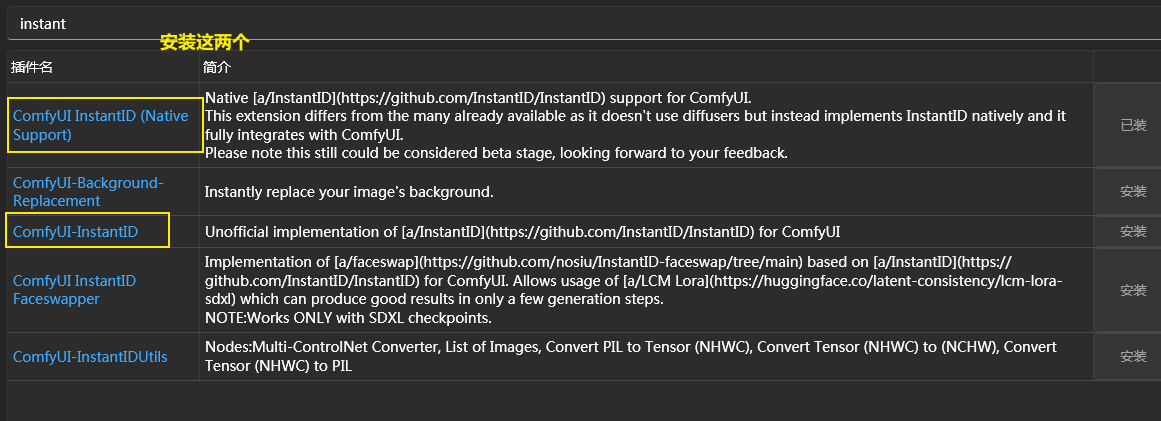 instant
安装这两个
插件名
简介
ComfyUI InstantID (Native
Support)
Native [a/InstantID](https://github.com/InstantID/InstantID) support for ComfyUI.
This extension differs from the many already available as it doesn't use diffusers but instead implements InstantID natively and it
fully integrates with ComfyUI.
Please note this still could be considered beta stage, looking forward to your feedback.
已装
ComfyUI-Background-
Replacement
Instantly replace your image's background.
安装
ComfyUI-InstantID
Unofficial implementation of [a/InstantID](https://github.com/InstantID/InstantID) for ComfyUI
安装
ComfyUI InstantID
Faceswapper
Implementation of [a/faceswap](https://github.com/nosiu/InstantID-faceswap/tree/main) based on [a/InstantID](https://
github.com/InstantID/InstantID) for ComfyUI. Allows usage of [a/LCM Lora](https://huggingface.co/latent-consistency/lcm-lora-
sdxl) which can produce good results in only a few generation steps.
NOTE:Works ONLY with SDXL checkpoints.
安装
ComfyUI-InstantIDUtils
Nodes:Multi-ControlNet Converter, List of Images, Convert PIL to Tensor (NHWC), Convert Tensor (NHWC) to (NCHW), Convert
Tensor (NHWC) to PIL
安装